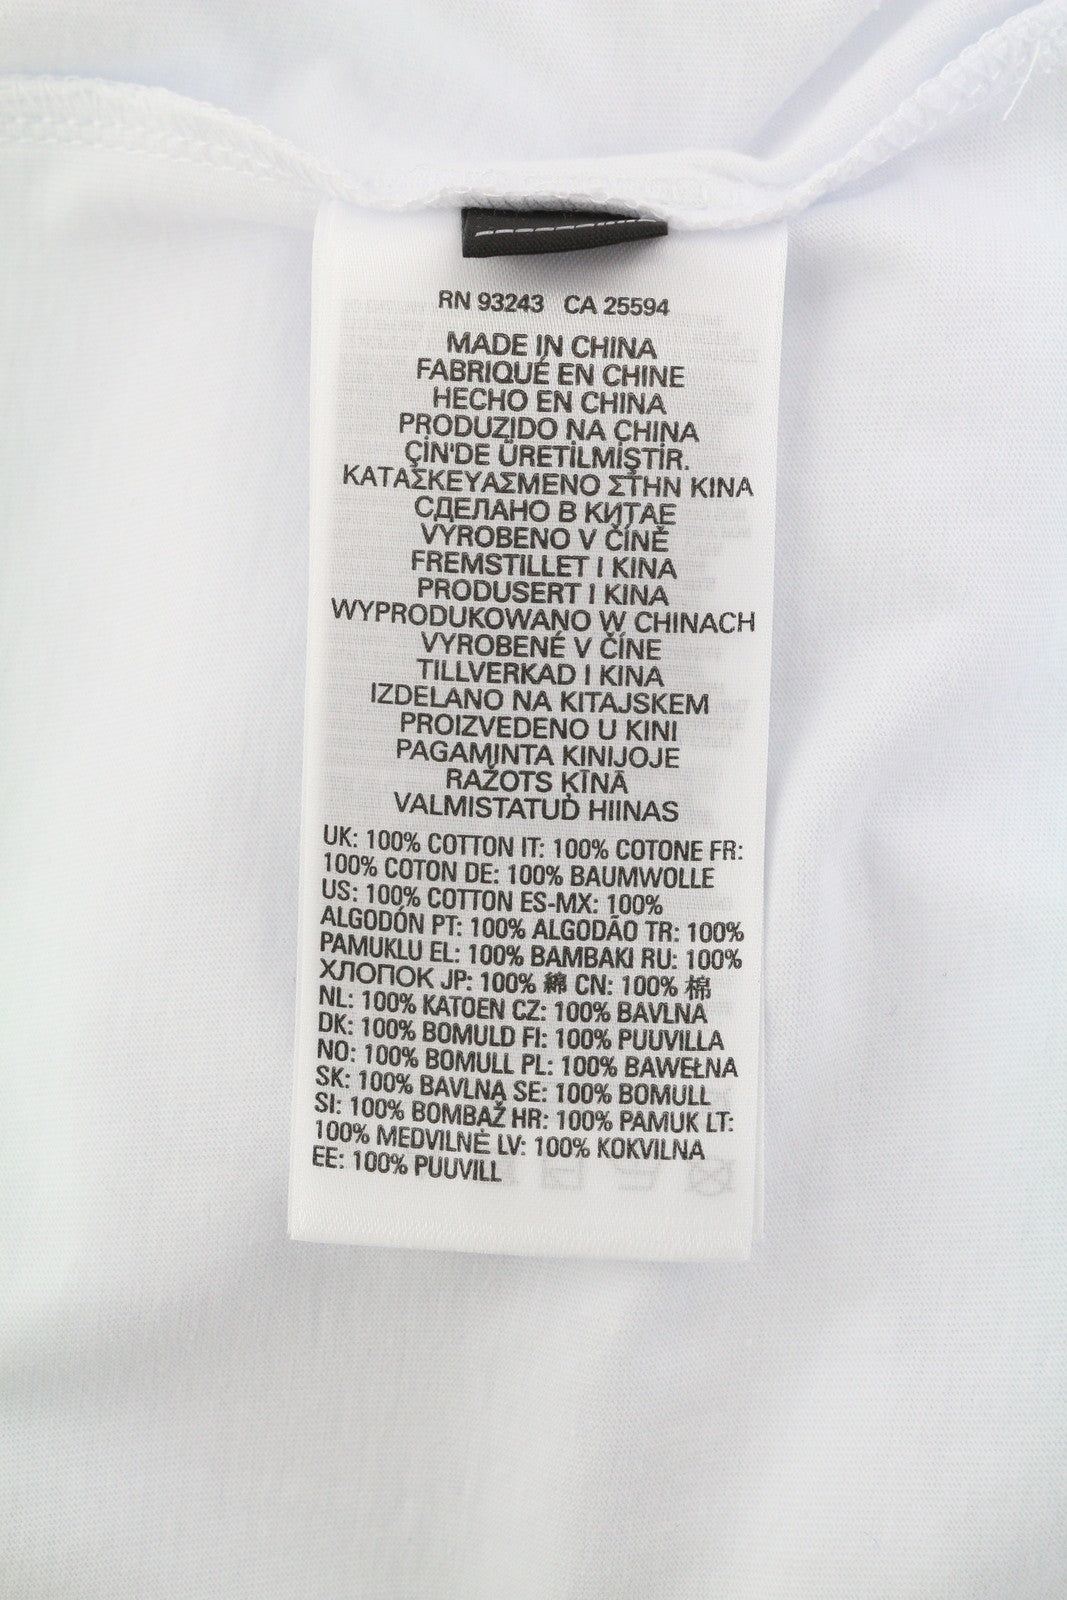 RN 93243 CA 25594
MADE IN CHINA
FABRIQUÉ EN CHINE
HECHO EN CHINA
PRODUZIDO NA CHINA
ÇİN'DE ÜRETİLMİŞTİR.
ΚΑΤΑΣΚΕΥΑΣΜΕΝΟ ΣΤΗΝ ΚΙΝΑ
СДЕЛАНО В КИТАЕ
VYROBENO V ČÍNĚ
FREMSTILLET I KINA
PRODUSERT I KINA
WYPRODUKOWANO W CHINACH
VYROBENÉ V ČÍNE
TILLVERKAD I KINA
IZDELANO NA KITAJSKEM
PROIZVEDENO U KINI
PAGAMINTA KINIJOJE
RAŽOTS ĶĪNĀ
VALMISTATUD HIINAS
UK: 100% COTTON IT: 100% COTONE FR:
100% COTON DE: 100% BAUMWOLLE
US: 100% COTTON ES-MX: 100%
ALGODÓN PT: 100% ALGODÃO TR: 100%
PAMUKLU EL: 100% ΒΑΜΒΑΚΙ RU: 100%
ХЛОПОК JP: 100% 綿 CN: 100% 棉
NL: 100% KATOEN CZ: 100% BAVLNA
DK: 100% BOMULD FI: 100% PUUVILLA
NO: 100% BOMULL PL: 100% BAWEŁNA
SK: 100% BAVLNA SE: 100% BOMULL
SI: 100% BOMBAŽ HR: 100% PAMUK LT:
100% MEDVILNĖ LV: 100% KOKVILNA
EE: 100% PUUVILL